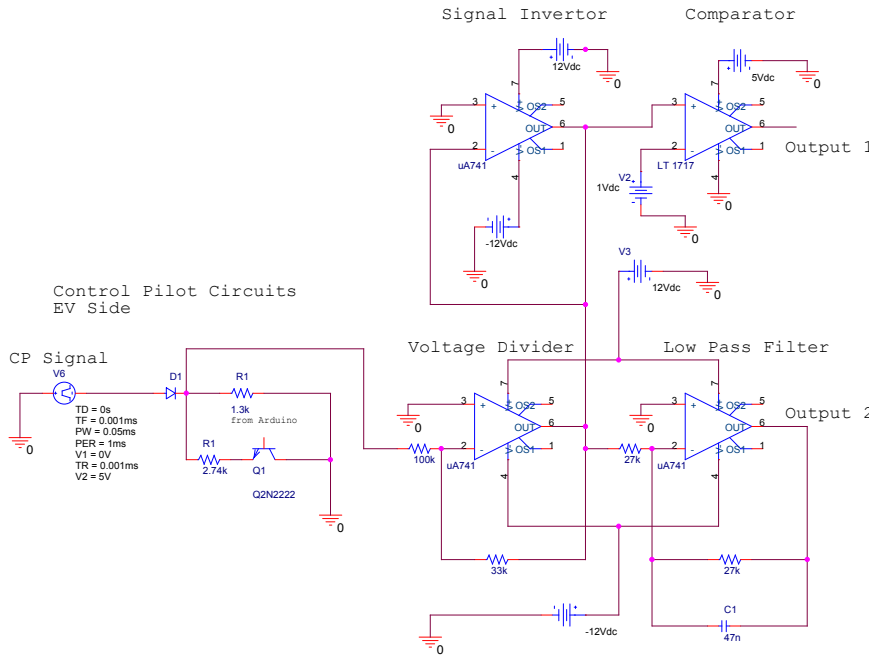 Signal Invertor
Comparator
12Vdc
0
5Vdc
0
7
3
+
V+
OS2
5
OUT
6
2
-
V-
OS1
1
uA741
4
0
-12Vdc
0
7
3
+
V+
OS2
5
OUT
6
2
-
V-
OS1
1
LT 1717
Output 1
V2
1Vdc
0
0
V3
12Vdc
0
Control Pilot Circuits
EV Side
CP Signal
V6
D1
R1
1.3k
from Arduino
R1
2.74k
Q1
Q2N2222
0
0
TD = 0s
TF = 0.001ms
PW = 0.05ms
PER = 1ms
V1 = 0V
TR = 0.001ms
V2 = 5V
Voltage Divider
Low Pass Filter
7
3
+
V+
OS2
5
OUT
6
2
-
V-
OS1
1
0
100k
uA741
4
33k
7
3
+
V+
OS2
5
OUT
6
2
-
V-
OS1
1
0
27k
uA741
4
Output 2
27k
C1
47n
-12Vdc
0